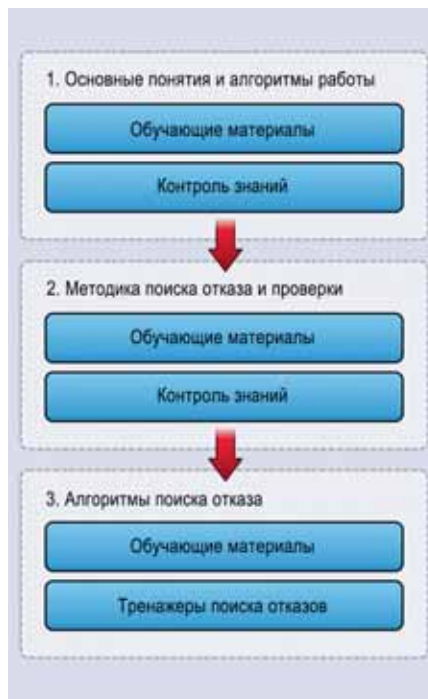 1. Основные понятия и алгоритмы работы
Обучающие материалы
Контроль знаний
2. Методика поиска отказа и проверки
Обучающие материалы
Контроль знаний
3. Алгоритмы поиска отказа
Обучающие материалы
Тренажеры поиска отказов